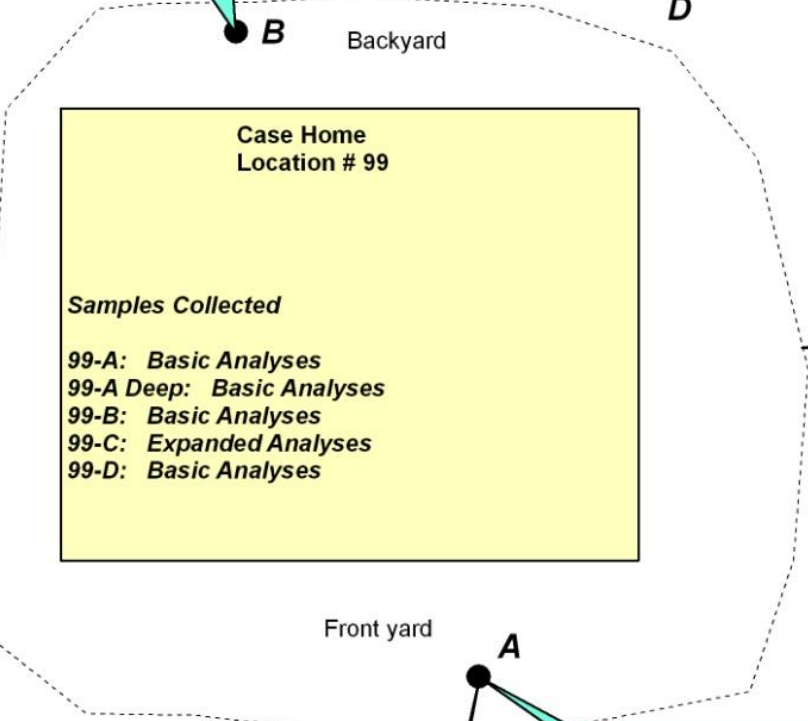 D
B
Backyard
Case Home
Location # 99
Samples Collected
99-A: Basic Analyses
99-A Deep: Basic Analyses
99-B: Basic Analyses
99-C: Expanded Analyses
99-D: Basic Analyses
Front yard
A